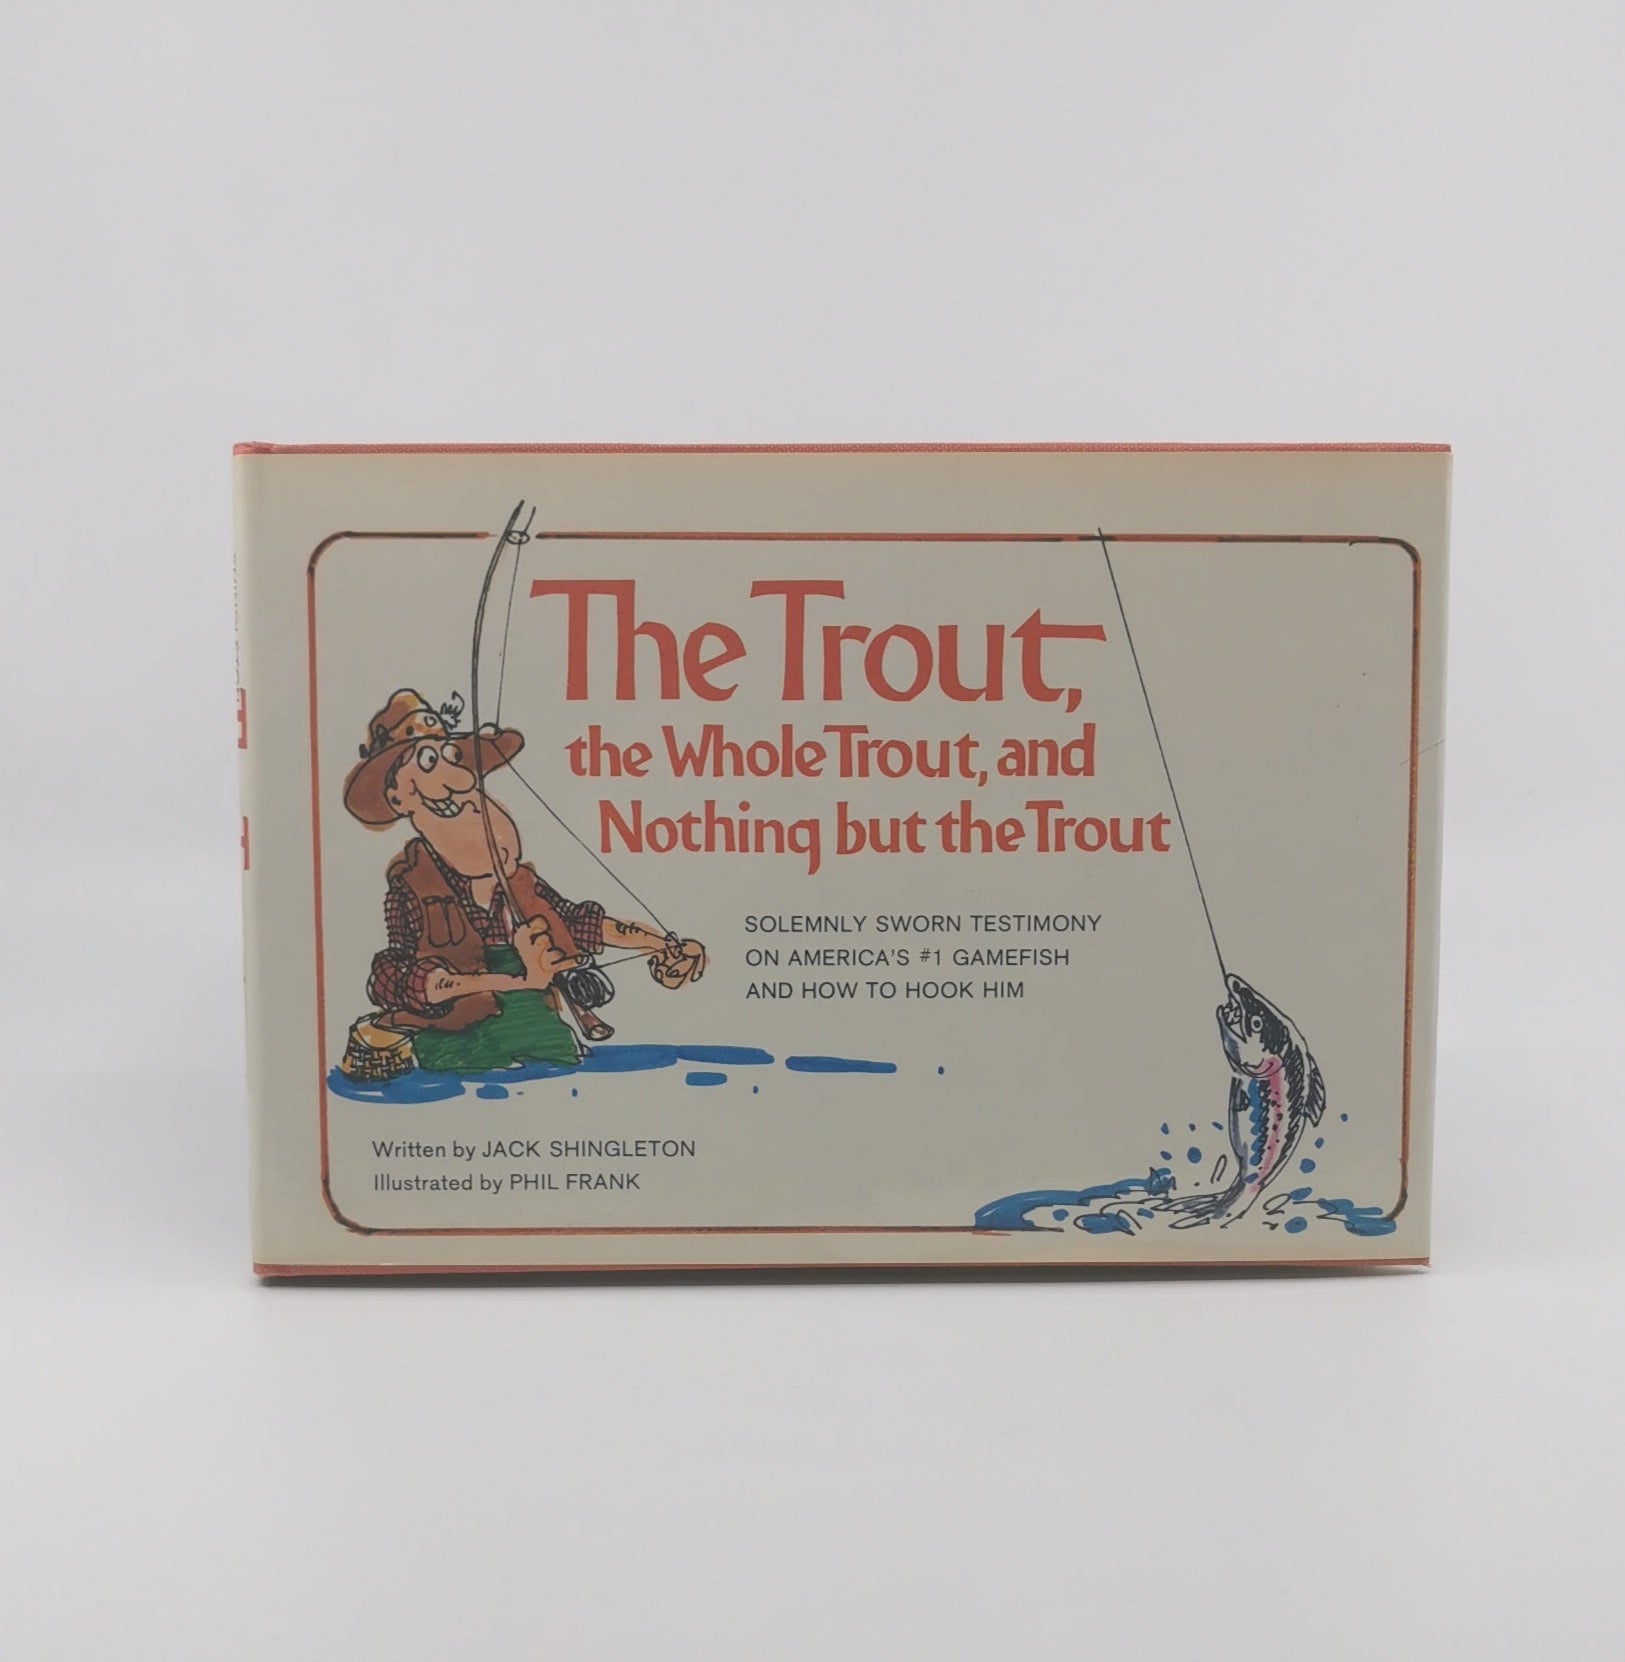 The Trout,
the Whole Trout, and
Nothing but the Trout
SOLEMNLY SWORN TESTIMONY
ON AMERICA'S #1 GAMEFISH
AND HOW TO HOOK HIM
Written by JACK SHINGLETON
Illustrated by PHIL FRANK